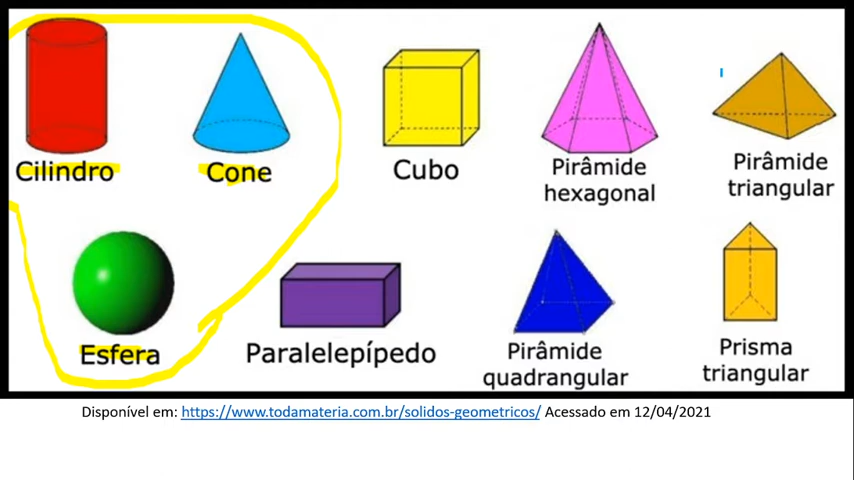 Cilindro
Cone
Cubo
Pirâmide
hexagonal
Pirâmide
triangular
Esfera
Paralelepípedo
Pirâmide
quadrangular
Prisma
triangular
Disponível em: https://www.todamateria.com.br/solidos-geometricos/ Acessado em 12/04/2021